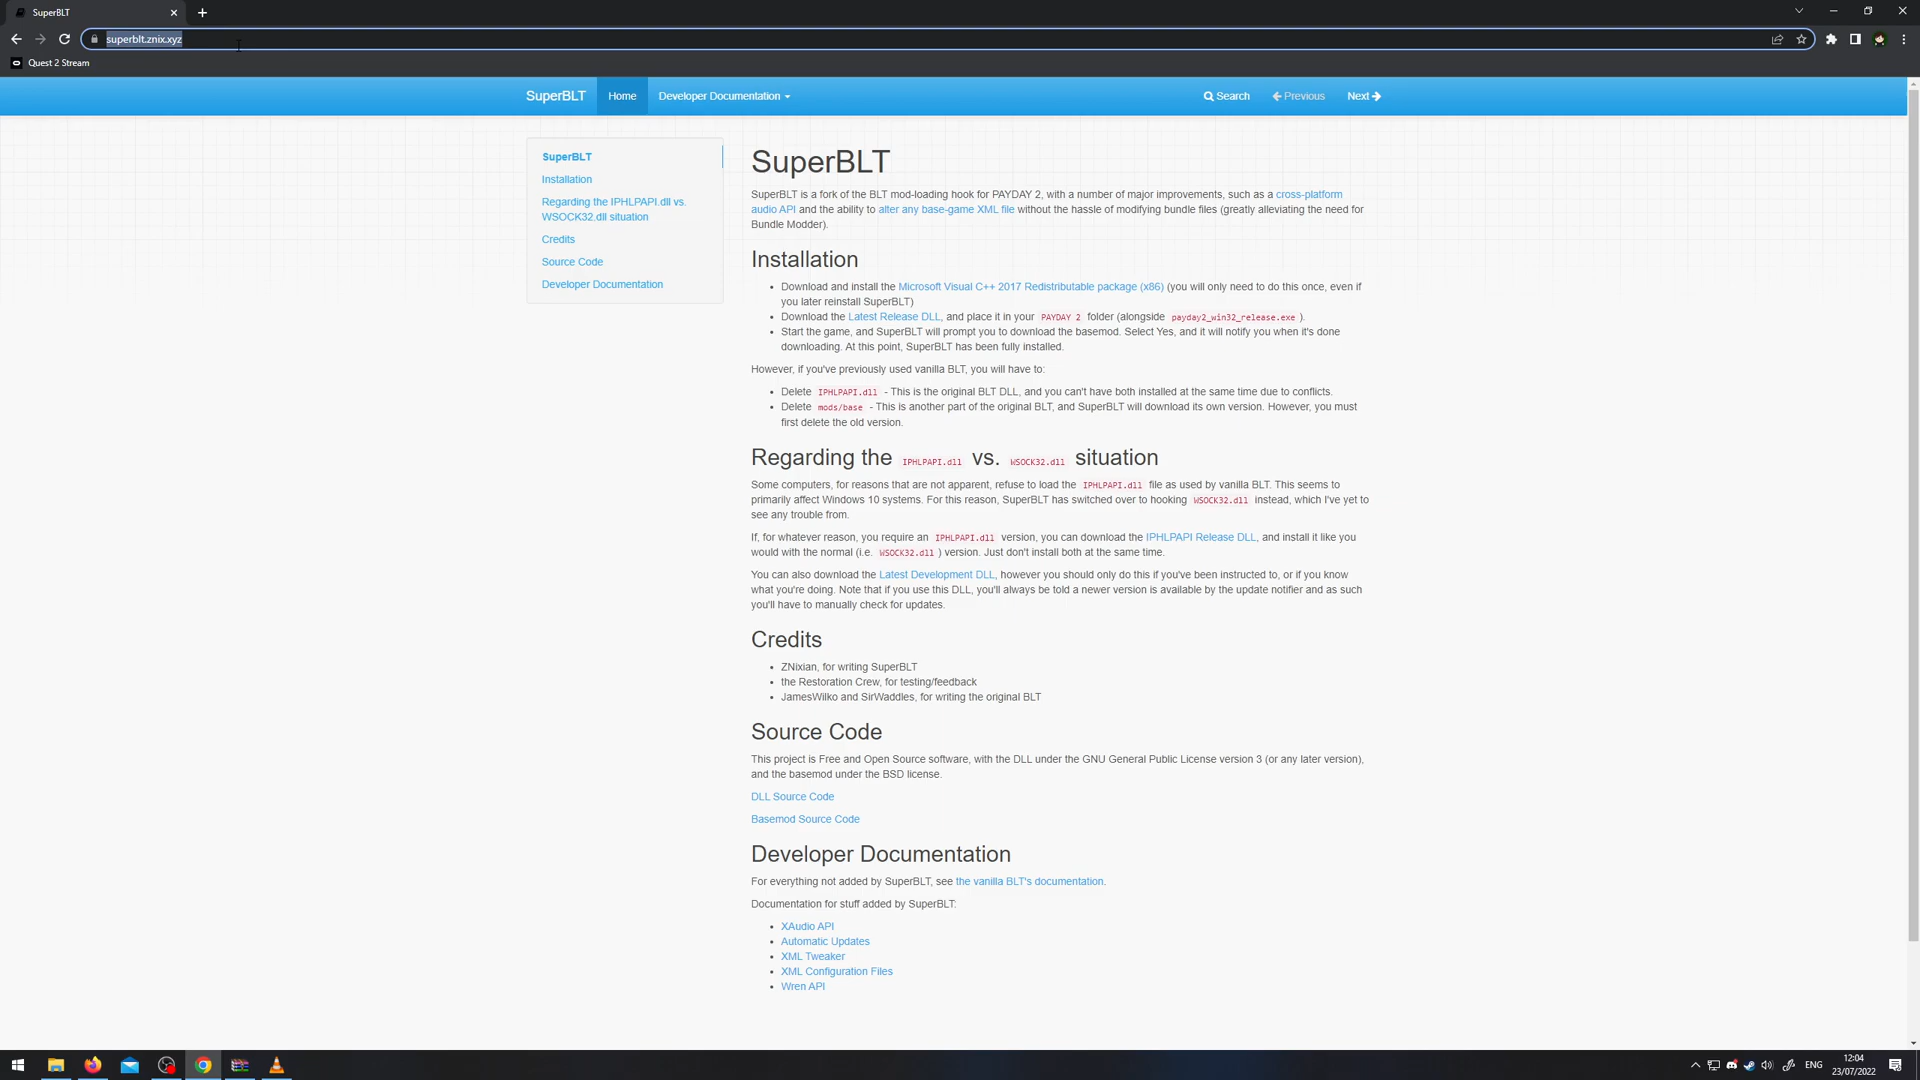 SuperBLT
superblt.znix.xyz
Quest 2 Stream
SuperBLT Home Developer Documentation Search Previous Next
SuperBLT
Installation
Regarding the IPHLPAPI.dll vs.
WSOCK32.dll situation
Credits
Source Code
Developer Documentation
SuperBLT
SuperBLT is a fork of the BLT mod-loading hook for PAYDAY 2, with a number of major improvements, such as a cross-platform
audio API and the ability to alter any base-game XML file without the hassle of modifying bundle files (greatly alleviating the need for
Bundle Modder).
Installation
• Download and install the Microsoft Visual C++ 2017 Redistributable package (x86) (you will only need to do this once, even if
you later reinstall SuperBLT)
• Download the Latest Release DLL, and place it in your PAYDAY 2 folder (alongside payday2_win32_release.exe ).
• Start the game, and SuperBLT will prompt you to download the basemod. Select Yes, and it will notify you when it's done
downloading. At this point, SuperBLT has been fully installed.
However, if you've previously used vanilla BLT, you will have to:
• Delete IPHLPAPI.dll - This is the original BLT DLL, and you can't have both installed at the same time due to conflicts.
• Delete mods/base - This is another part of the original BLT, and SuperBLT will download its own version. However, you must
first delete the old version.
Regarding the IPHLPAPI.dll vs. WSOCK32.dll situation
Some computers, for reasons that are not apparent, refuse to load the IPHLPAPI.dll file as used by vanilla BLT. This seems to
primarily affect Windows 10 systems. For this reason, SuperBLT has switched over to hooking WSOCK32.dll instead, which I've yet to
see any trouble from.
If, for whatever reason, you require an IPHLPAPI.dll version, you can download the IPHLPAPI Release DLL, and install it like you
would with the normal (i.e. WSOCK32.dll ) version. Just don't install both at the same time.
You can also download the Latest Development DLL, however you should only do this if you've been instructed to, or if you know
what you're doing. Note that if you use this DLL, you'll always be told a newer version is available by the update notifier and as such
you'll have to manually check for updates.
Credits
• ZNixian, for writing SuperBLT
• the Restoration Crew, for testing/feedback
• JamesWilko and SirWaddles, for writing the original BLT
Source Code
This project is Free and Open Source software, with the DLL under the GNU General Public License version 3 (or any later version),
and the basemod under the BSD license.
DLL Source Code
Basemod Source Code
Developer Documentation
For everything not added by SuperBLT, see the vanilla BLT's documentation.
Documentation for stuff added by SuperBLT:
• XAudio API
• Automatic Updates
• XML Tweaker
• XML Configuration Files
• Wren API
ENG
12:04
23/07/2022